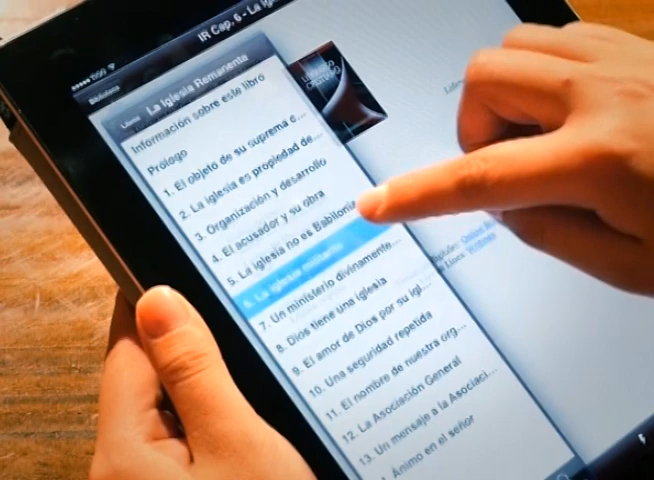 IR Cap. 6 - La Ig
Biblioteca
Libros
La Iglesia Remanente
Información sobre este libro
Prólogo
1. El objeto de su suprema c...
2. La iglesia es propiedad de...
3. Organización y desarrollo
4. El acusador y su obra
5. La iglesia no es Babilonia
6. La iglesia militante
7. Un ministerio divinamente...
8. Dios tiene una iglesia
9. El amor de Dios por su igl...
10. Una seguridad repetida
11. El nombre de nuestra org...
12. La Asociación General
13. Un mensaje a la Asociaci...
Ánimo en el señor